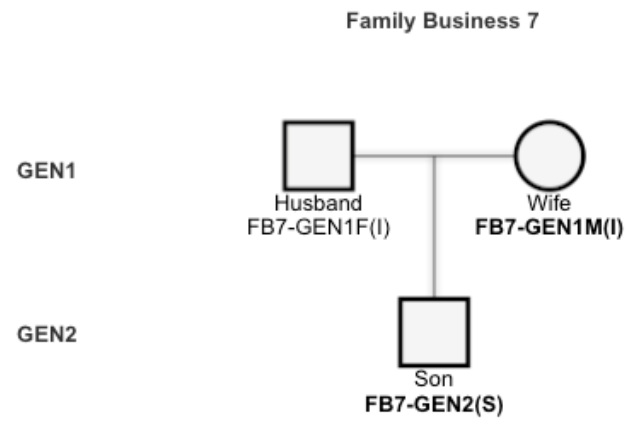 Family Business 7
GEN1
Husband
FB7-GEN1F(I)
Wife
FB7-GEN1M(I)
GEN2
Son
FB7-GEN2(S)